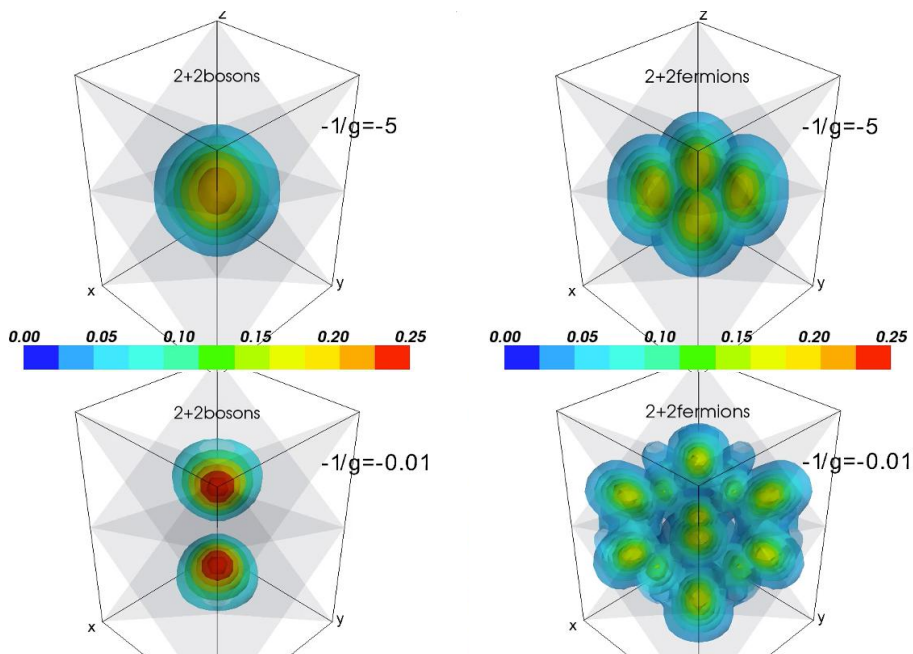 z
2+2bosons
-1/g=-5
x
y
z
2+2fermions
-1/g=-5
x
y
0.00 0.05 0.10 0.15 0.20 0.25
0.00 0.05 0.10 0.15 0.20 0.25
2+2bosons
-1/g=-0.01
x
y
2+2fermions
-1/g=-0.01
x
y